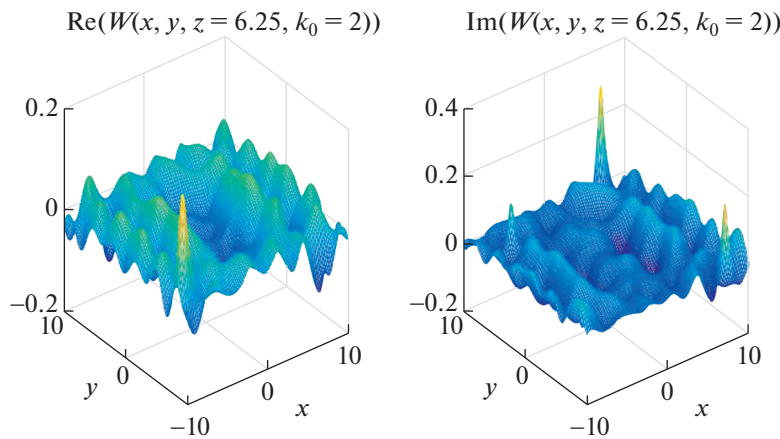 Re(W(x, y, z = 6.25, k₀ = 2))
0.2
0
−0.2
10
y
0
−10
0
x
10
Im(W(x, y, z = 6.25, k₀ = 2))
0.4
0.2
0
−0.2
10
y
0
−10
0
x
10